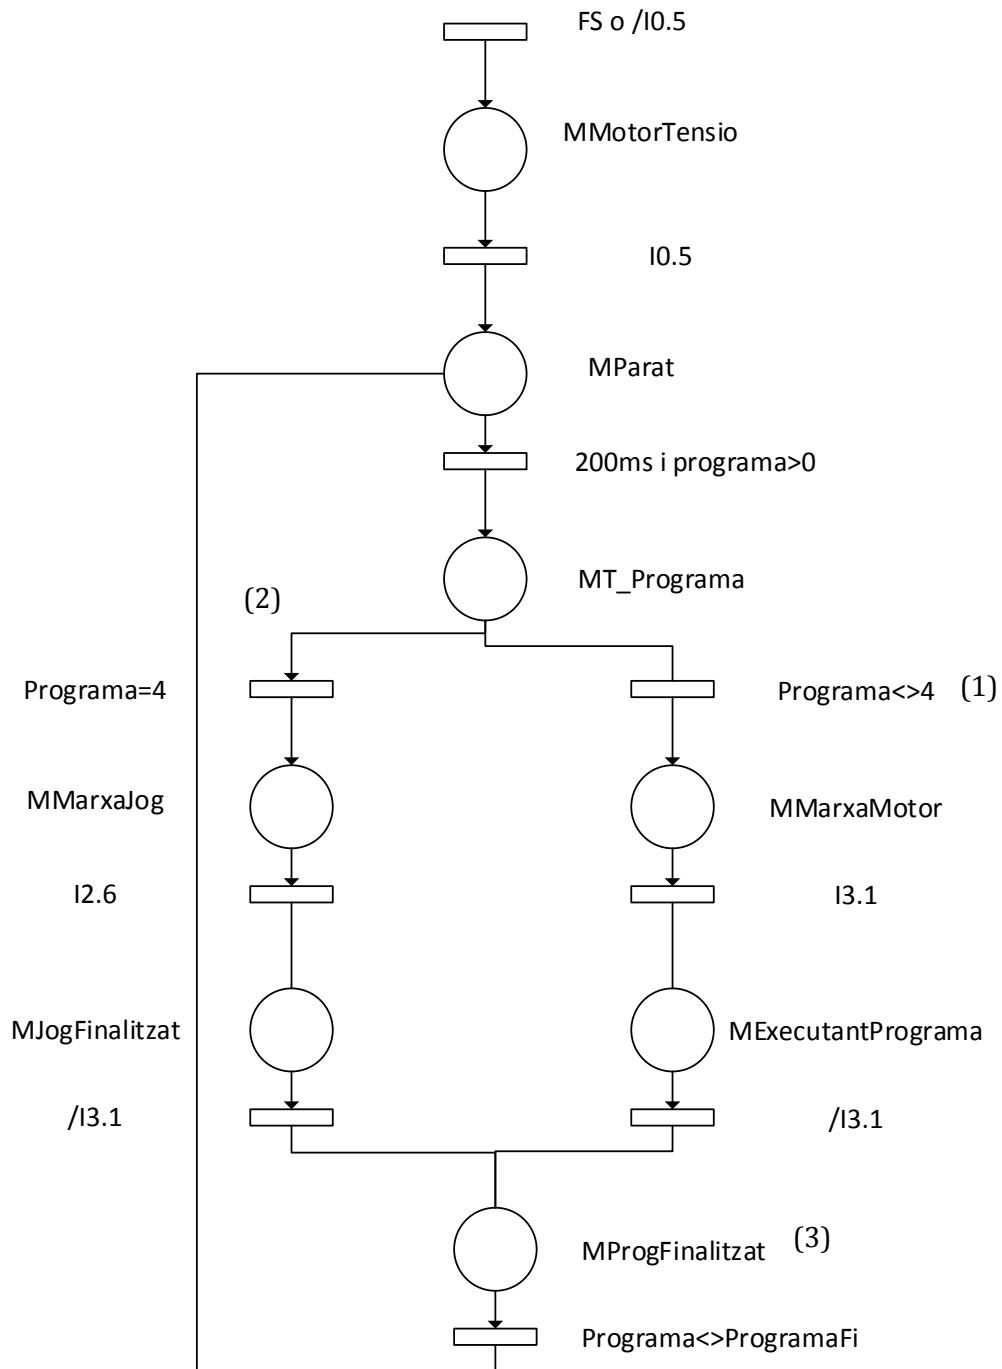 FS o /I0.5
MMotorTensio
I0.5
MParat
200ms i programa>0
MT_Programa
(2)
Programa=4
Programa<>4 (1)
MMarxaJog
MMarxaMotor
I2.6
I3.1
MJogFinalitzat
MExecutantPrograma
/I3.1
/I3.1
MProgFinalitzat (3)
Programa<>ProgramaFi